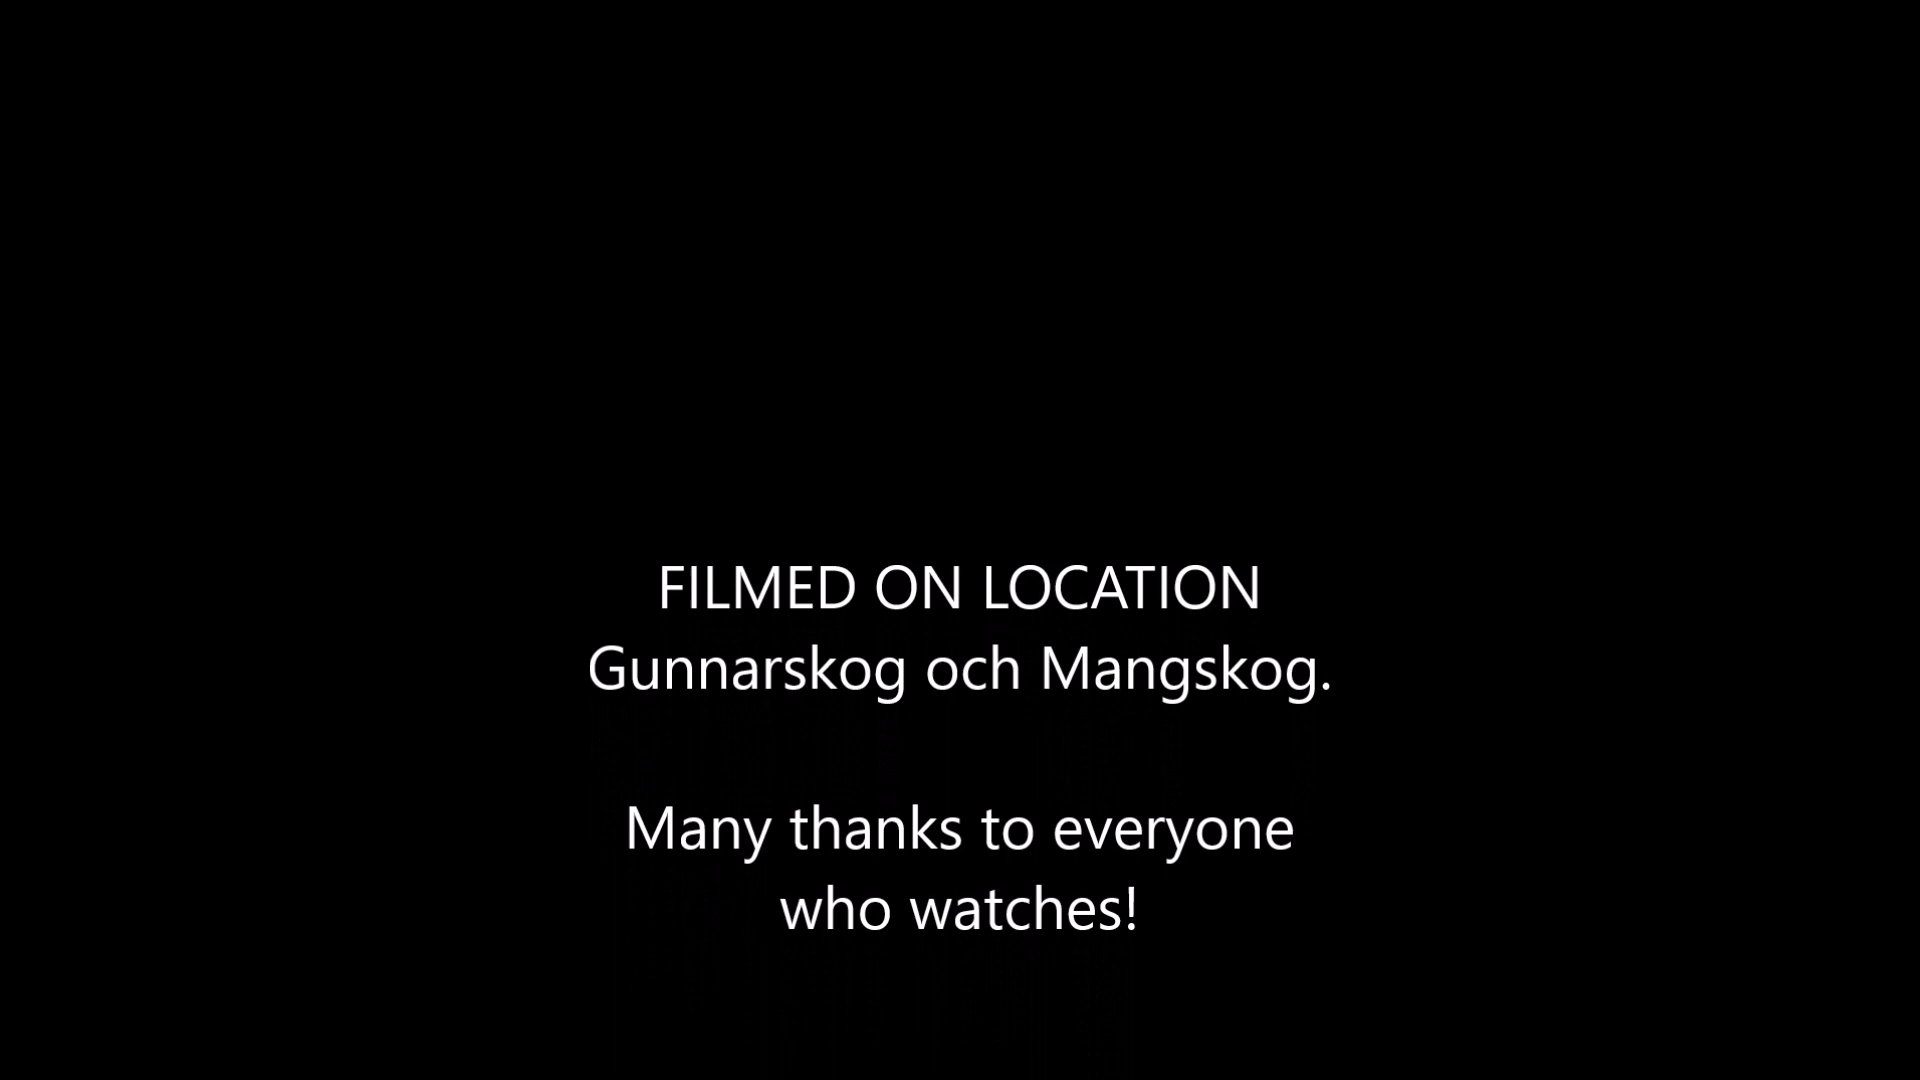 FILMED ON LOCATION
Gunnarskog och Mangskog.
Many thanks to everyone
who watches!